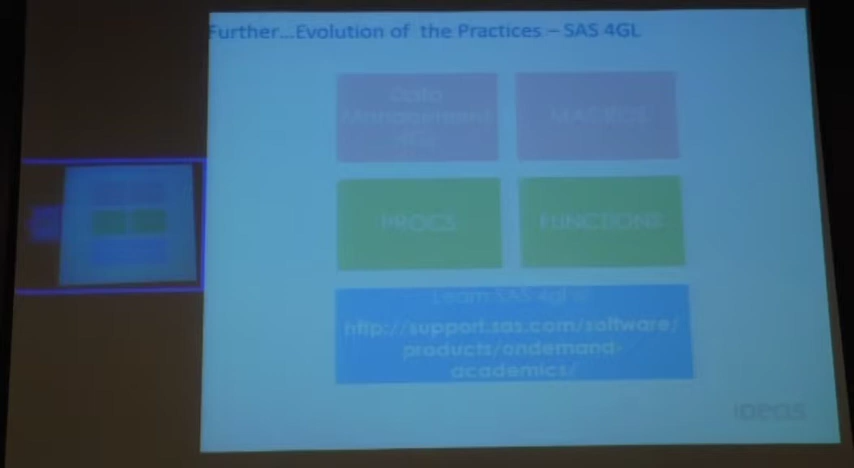 Further...Evolution of the Practices – SAS 4GL
Data
Management
MACROS
PROCS
FUNCTIONS
Learn SAS 4gl @
http://support.sas.com/software/
products/ondemand-
academics/
IDEAS